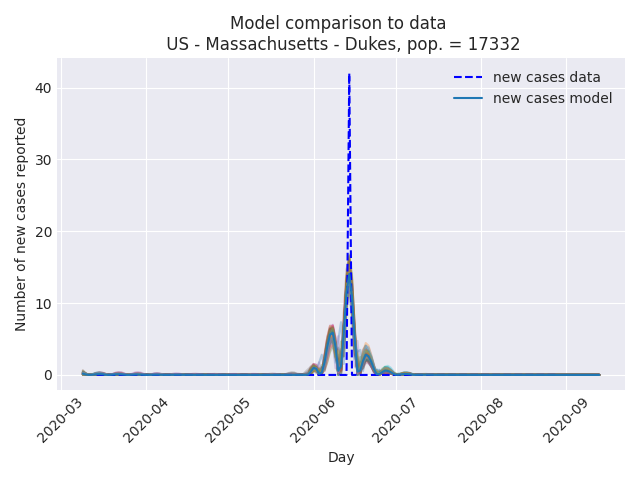 Model comparison to data
US - Massachusetts - Dukes, pop. = 17332
new cases data
new cases model
Number of new cases reported
40
30
20
10
0
2020-03
2020-04
2020-05
2020-06
2020-07
2020-08
2020-09
Day